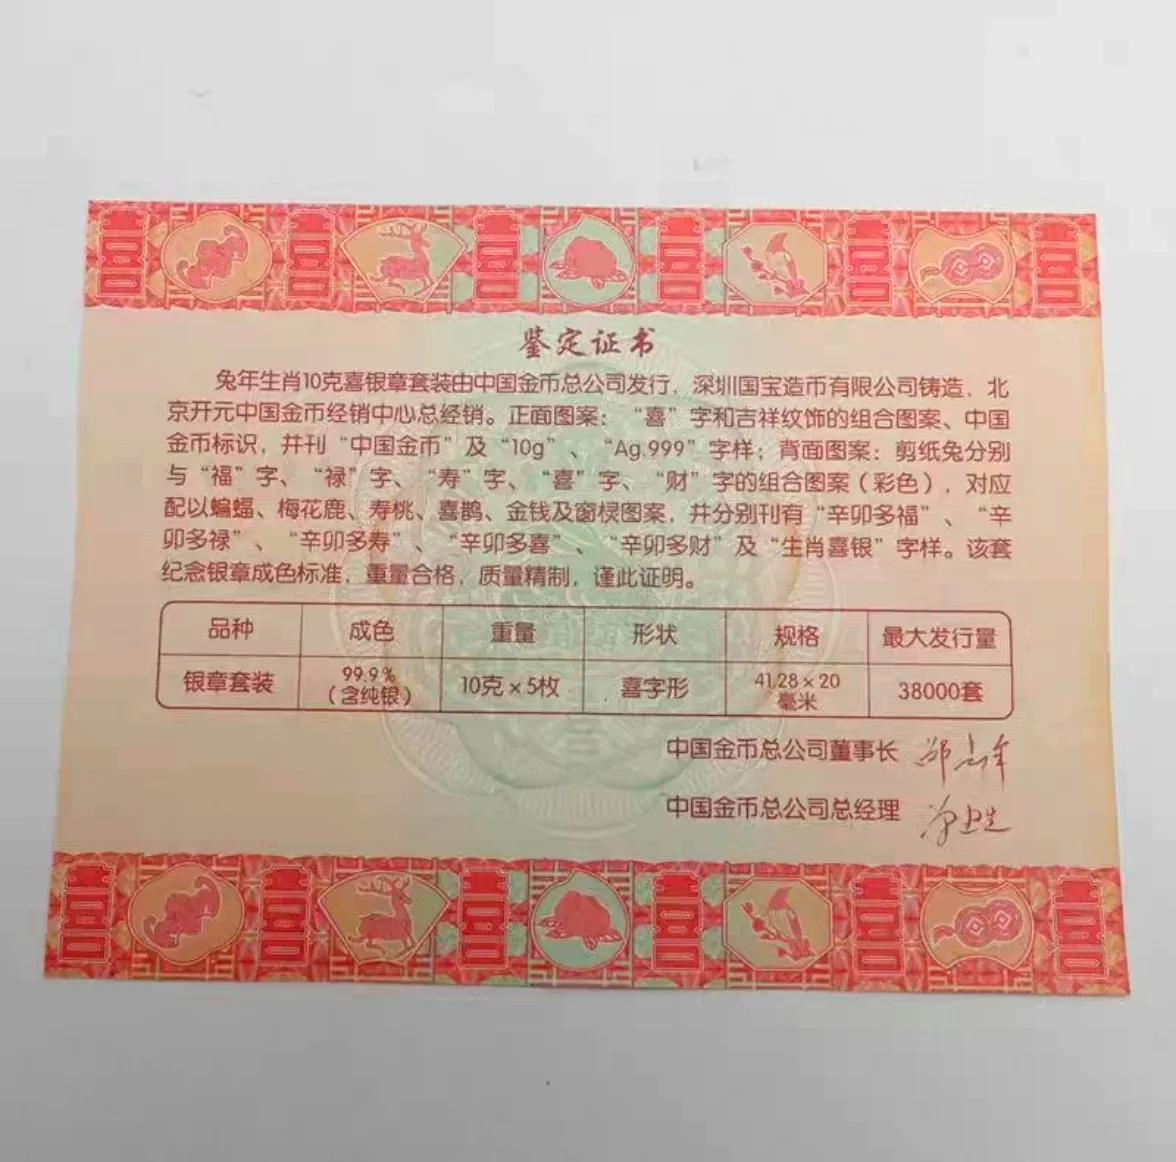 鉴定证书
兔年生肖10克喜银章套装由中国金币总公司发行，深圳国宝造币有限公司铸造，北
京开元中国金币经销中心总经销。正面图案：“喜”字和吉祥纹饰的组合图案、中国
金币标识，并刊“中国金币”及“10g”、“Ag.999”字样；背面图案：剪纸兔分别
与“福”字、“禄”字、“寿”字、“喜”字、“财”字的组合图案（彩色），对应
配以蝙蝠、梅花鹿、寿桃、喜鹊、金钱及窗棂图案，并分别刊有“辛卯多福”、“辛
卯多禄”、“辛卯多寿”、“辛卯多喜”、“辛卯多财”及“生肖喜银”字样。该套
纪念银章成色标准，重量合格，质量精制，谨此证明。
品种 成色 重量 形状 规格 最大发行量
银章套装 99.9%（含纯银） 10克×5枚 喜字形 41.28×20毫米 38000套
中国金币总公司董事长
中国金币总公司总经理